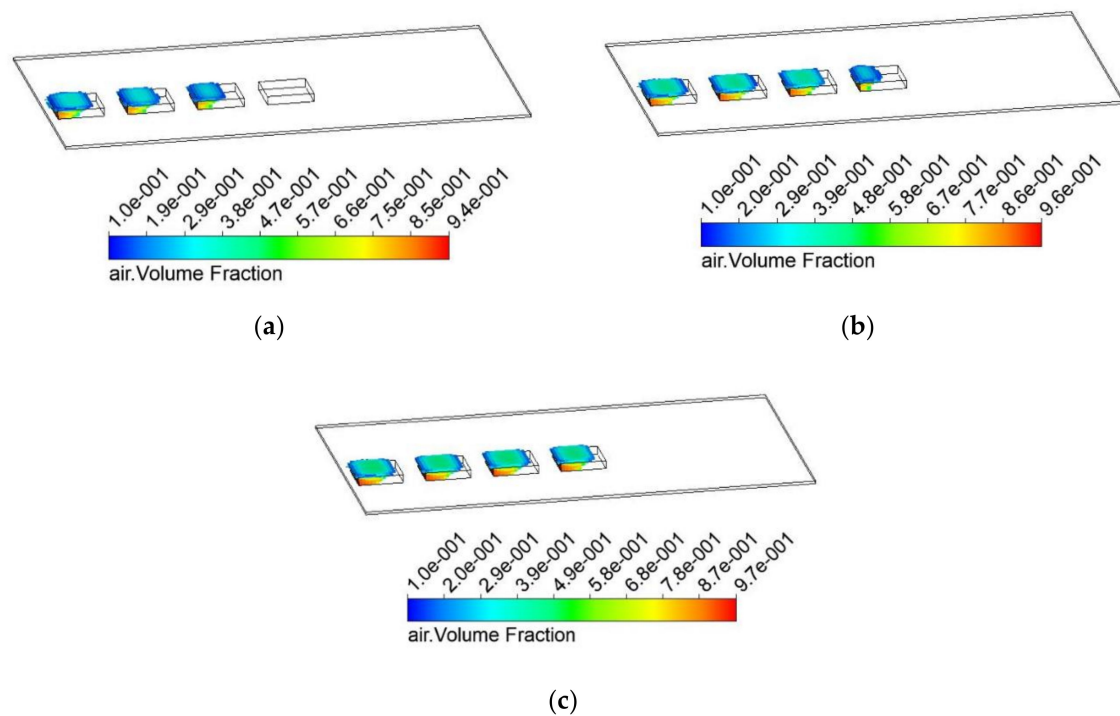 1.0e-001 1.9e-001 2.9e-001 3.8e-001 4.7e-001 5.7e-001 6.6e-001 7.5e-001 8.5e-001 9.4e-001
air.Volume Fraction
(a)
1.0e-001 2.0e-001 2.9e-001 3.9e-001 4.8e-001 5.8e-001 6.7e-001 7.7e-001 8.6e-001 9.6e-001
air.Volume Fraction
(b)
1.0e-001 2.0e-001 2.9e-001 3.9e-001 4.9e-001 5.8e-001 6.8e-001 7.8e-001 8.7e-001 9.7e-001
air.Volume Fraction
(c)